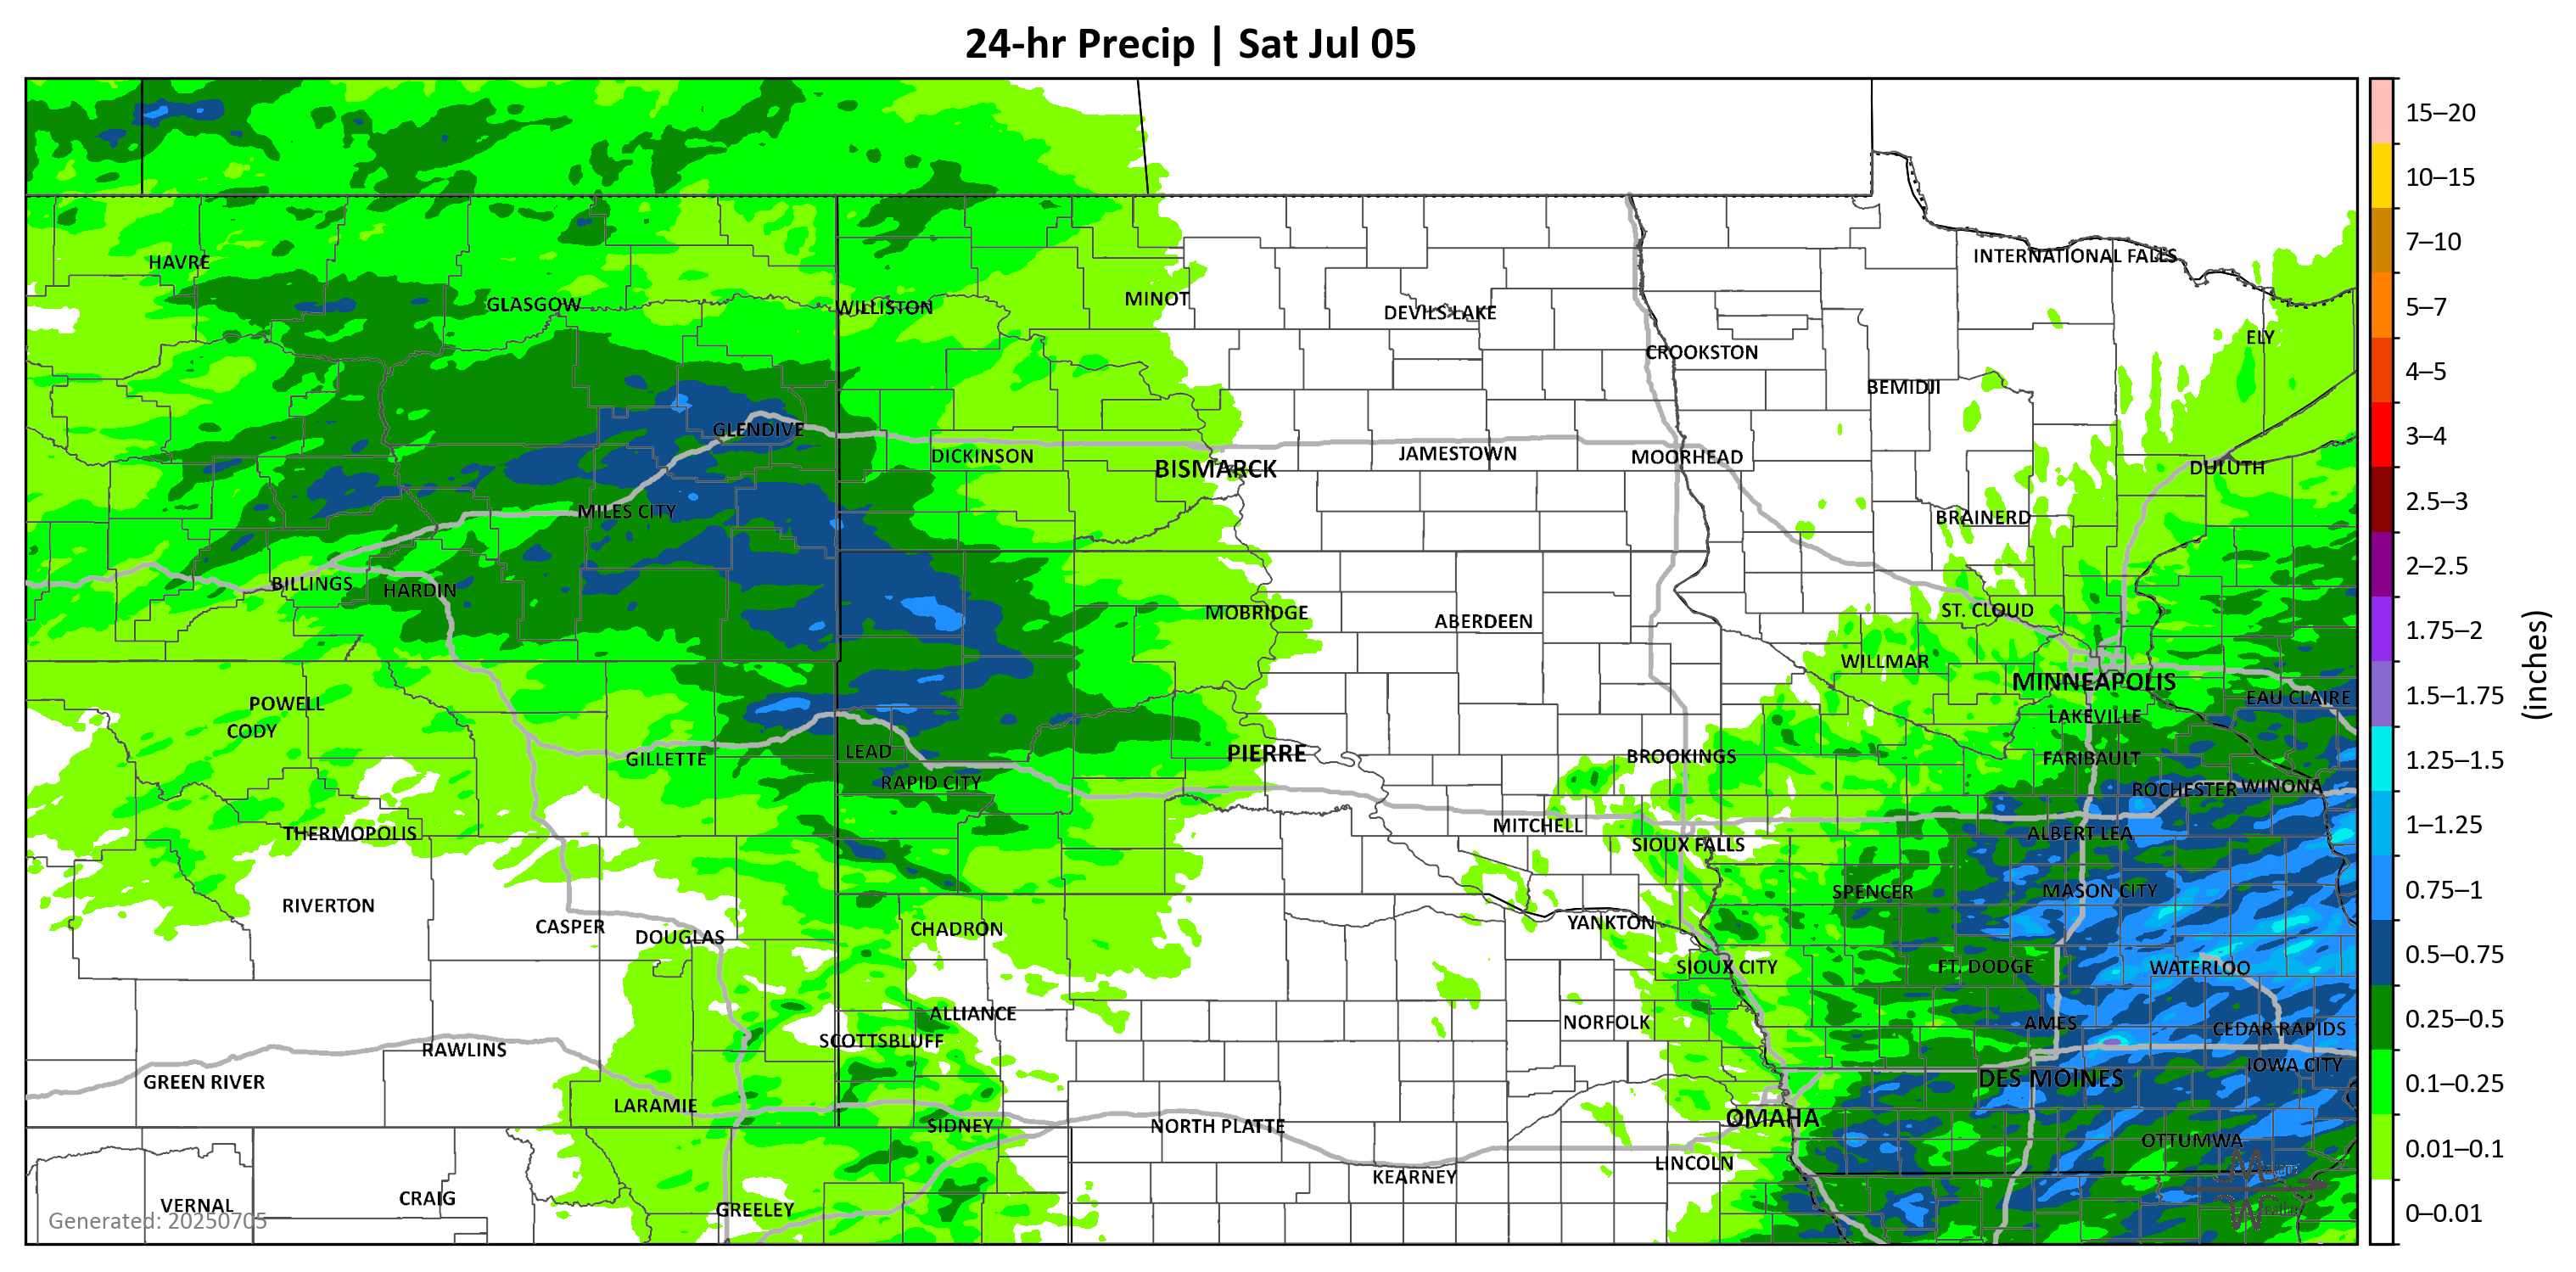 24-hr Precip | Sat Jul 05
15–20
10–15
7–10
5–7
4–5
3–4
2.5–3
2–2.5
1.75–2
1.5–1.75
1.25–1.5
1–1.25
0.75–1
0.5–0.75
0.25–0.5
0.1–0.25
0.01–0.1
0–0.01
(inches)
INTERNATIONAL FALLS
HAVRE
GLASGOW
WILLISTON
MINOT
DEVILS LAKE
ELY
CROOKSTON
BEMIDJI
GLENDIVE
DICKINSON
BISMARCK
JAMESTOWN
MOORHEAD
DULUTH
MILES CITY
BRAINERD
BILLINGS
HARDIN
MOBRIDGE
ABERDEEN
ST. CLOUD
WILLMAR
MINNEAPOLIS
POWELL
CODY
EAU CLAIRE
LAKEVILLE
GILLETTE
LEAD
PIERRE
BROOKINGS
FARIBAULT
RAPID CITY
ROCHESTER
WINONA
THERMOPOLIS
MITCHELL
ALBERT LEA
SIOUX FALLS
RIVERTON
SPENCER
MASON CITY
CASPER
DOUGLAS
CHADRON
YANKTON
SIOUX CITY
FT. DODGE
WATERLOO
ALLIANCE
SCOTTSBLUFF
NORFOLK
AMES
CEDAR RAPIDS
RAWLINS
GREEN RIVER
IOWA CITY
DES MOINES
LARAMIE
SIDNEY
NORTH PLATTE
OMAHA
OTTUMWA
LINCOLN
KEARNEY
VERNAL
CRAIG
GREELEY
Generated: 20250705